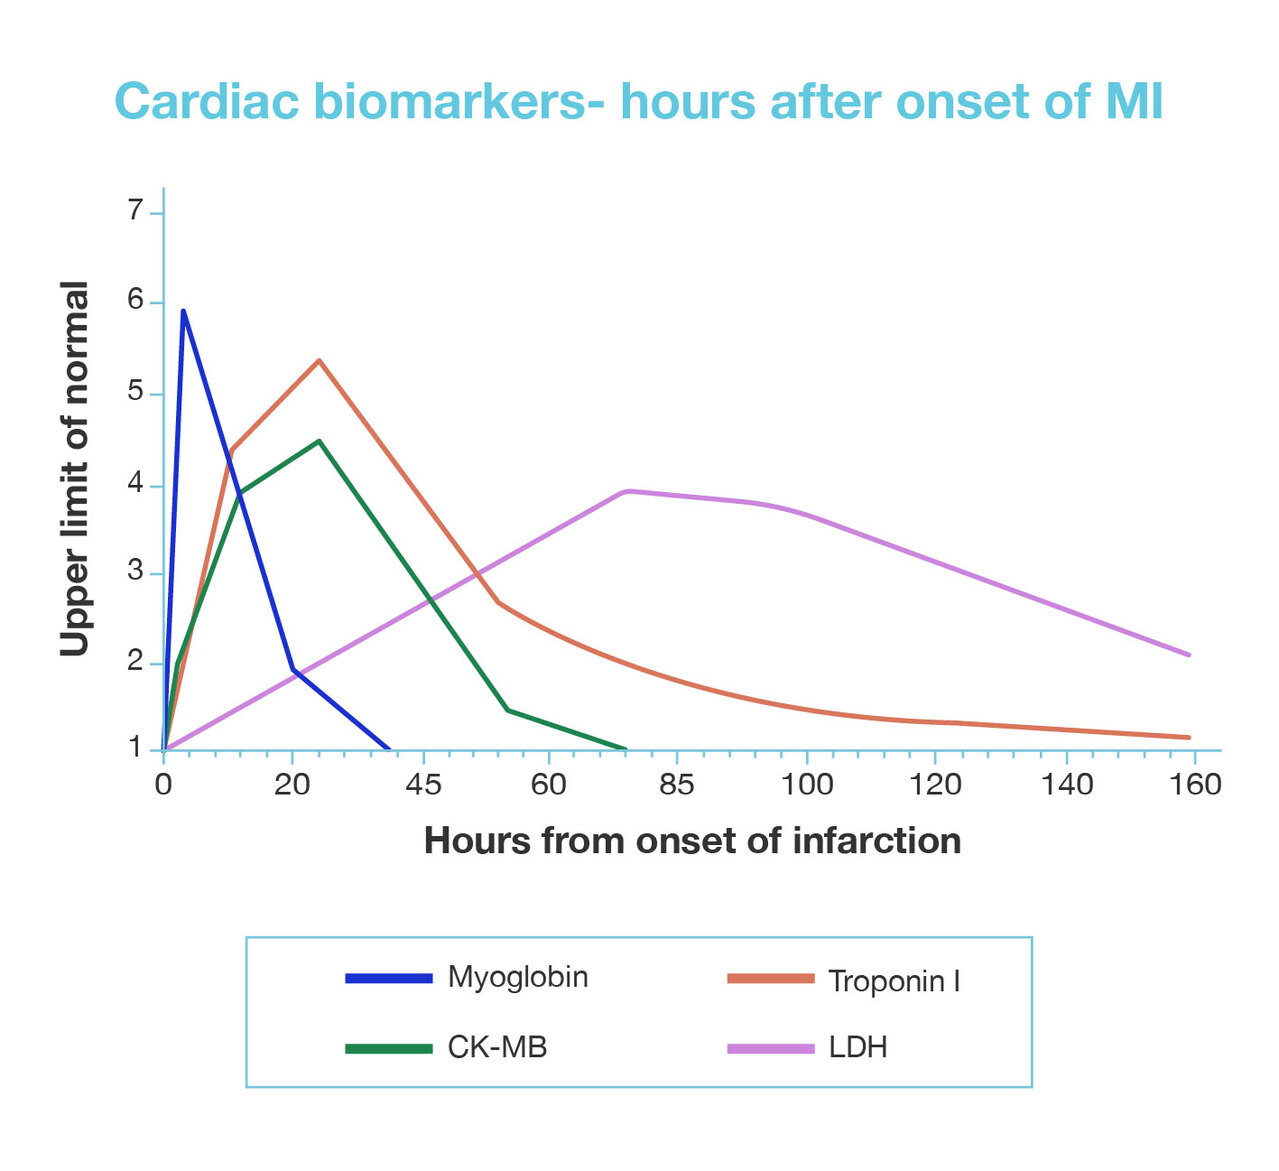 Cardiac biomarkers- hours after onset of MI
Upper limit of normal
7
6
5
4
3
2
1
0 20 45 60 85 100 120 140 160
Hours from onset of infarction
Myoglobin Troponin I
CK-MB LDH